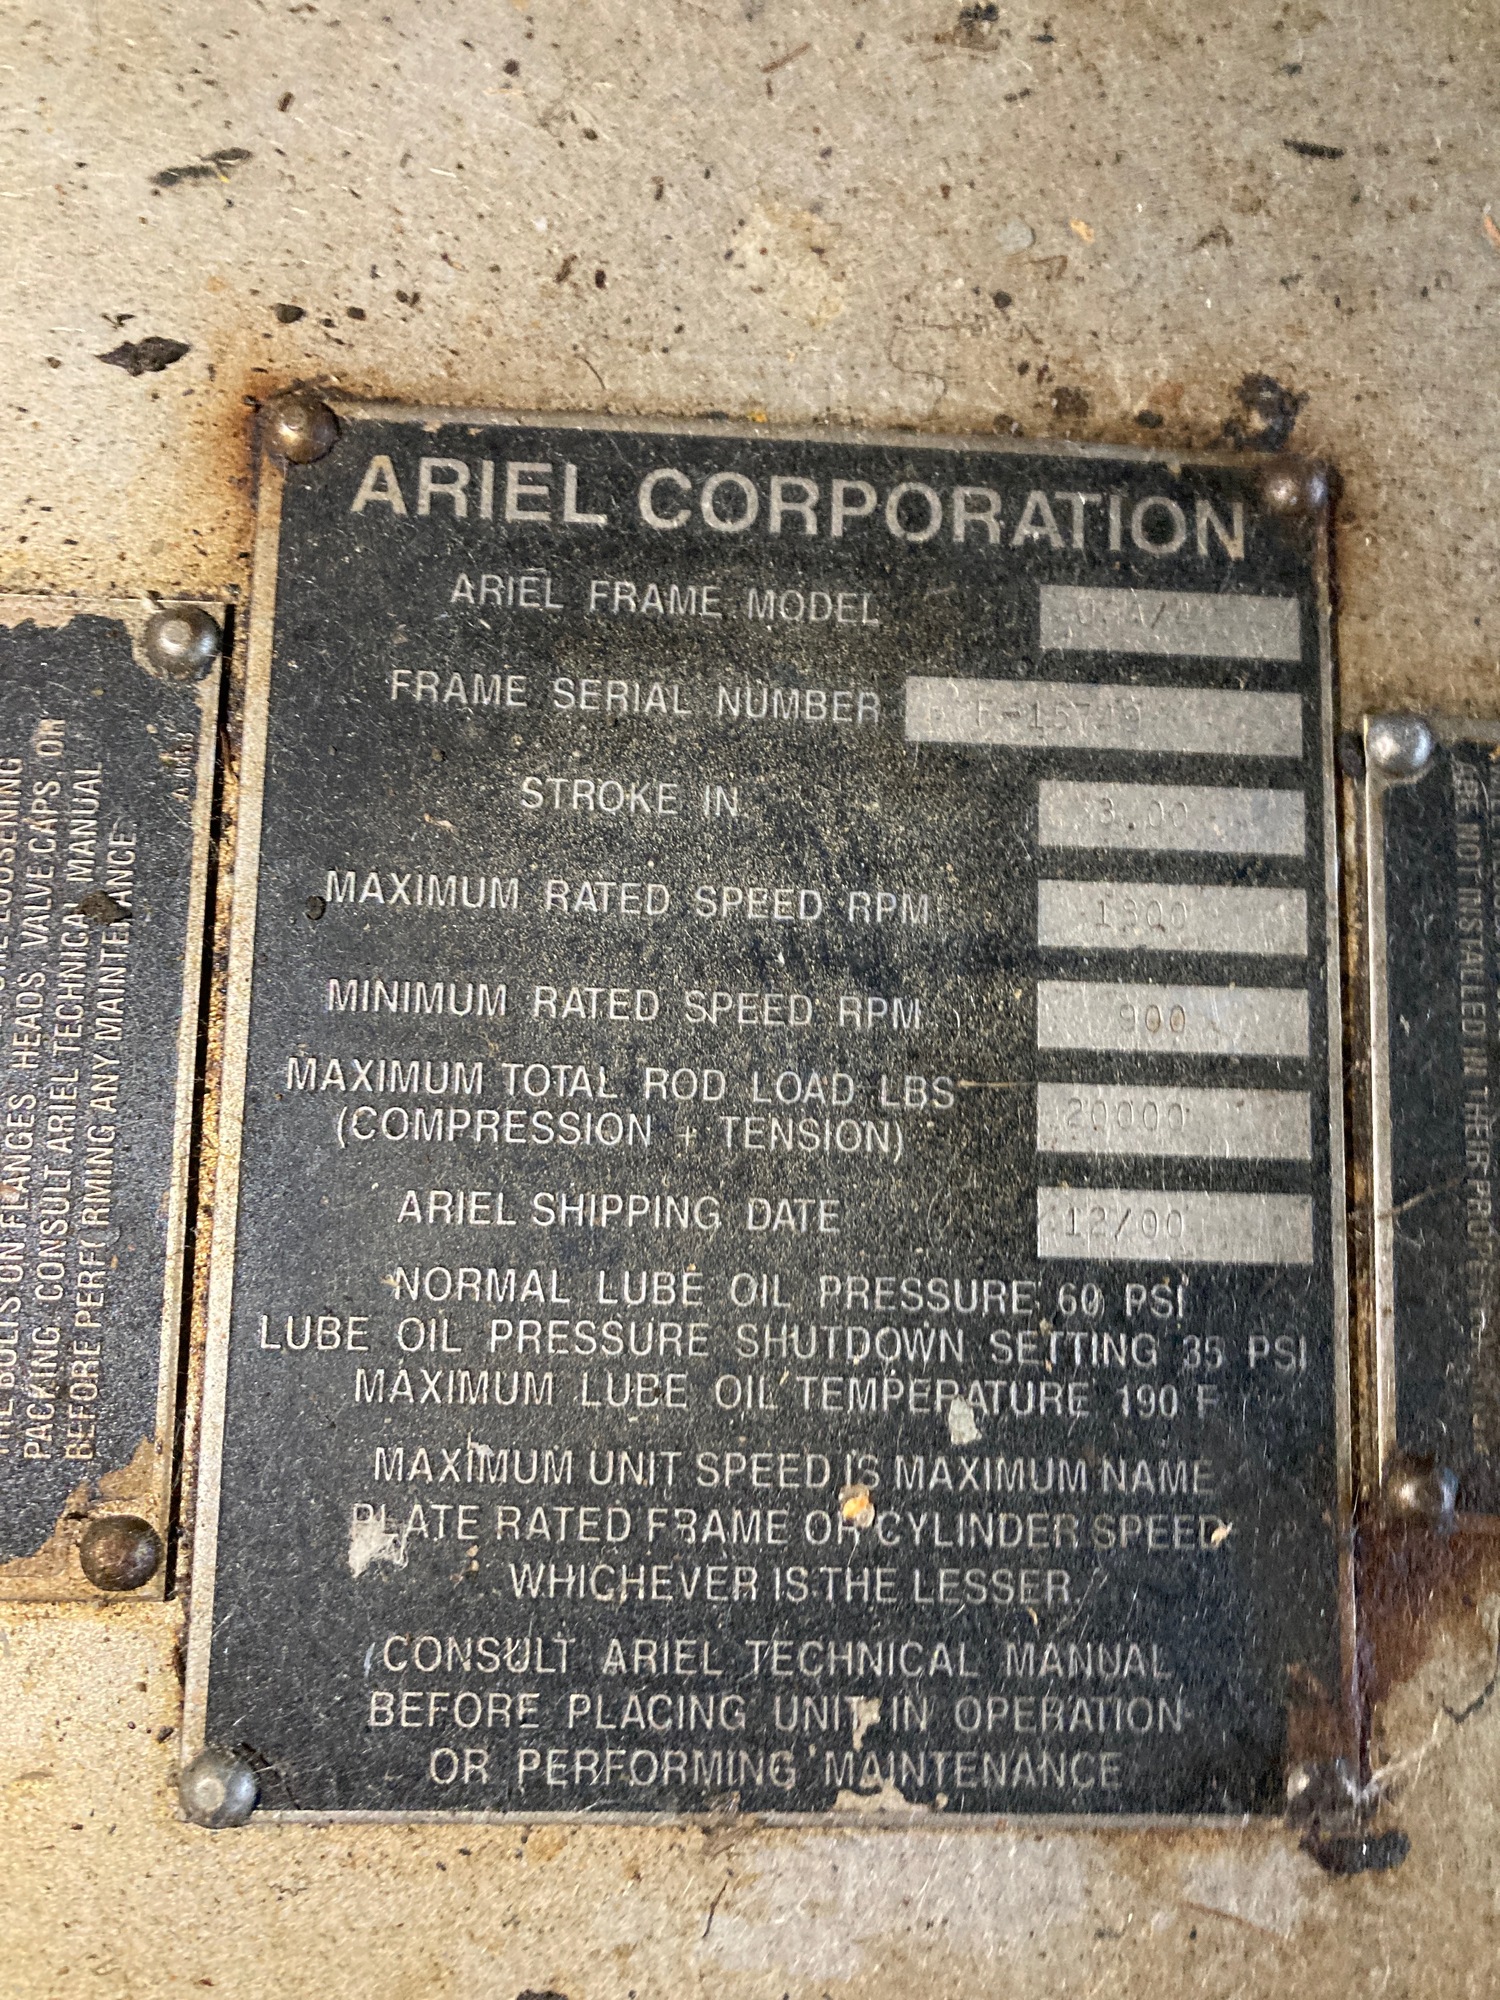 ARIEL CORPORATION
ARIEL FRAME MODEL
FRAME SERIAL NUMBER F-15749
STROKE IN 3.00
MAXIMUM RATED SPEED RPM
MINIMUM RATED SPEED RPM 900
MAXIMUM TOTAL ROD LOAD LBS 20000
(COMPRESSION + TENSION)
ARIEL SHIPPING DATE 12/00
NORMAL LUBE OIL PRESSURE 60 PSI
LUBE OIL PRESSURE SHUTDOWN SETTING 35 PSI
MAXIMUM LUBE OIL TEMPERATURE 190 F
MAXIMUM UNIT SPEED IS MAXIMUM NAME
PLATE RATED FRAME OR CYLINDER SPEED
WHICHEVER IS THE LESSER
CONSULT ARIEL TECHNICAL MANUAL
BEFORE PLACING UNIT IN OPERATION
OR PERFORMING MAINTENANCE
THE BOLTS ON FLANGES, HEADS, VALVE CAPS, OR
PACKING. CONSULT ARIEL TECHNICAL MANUAL
BEFORE PERFORMING ANY MAINTENANCE
ARE NOT INSTALLED IN THEIR